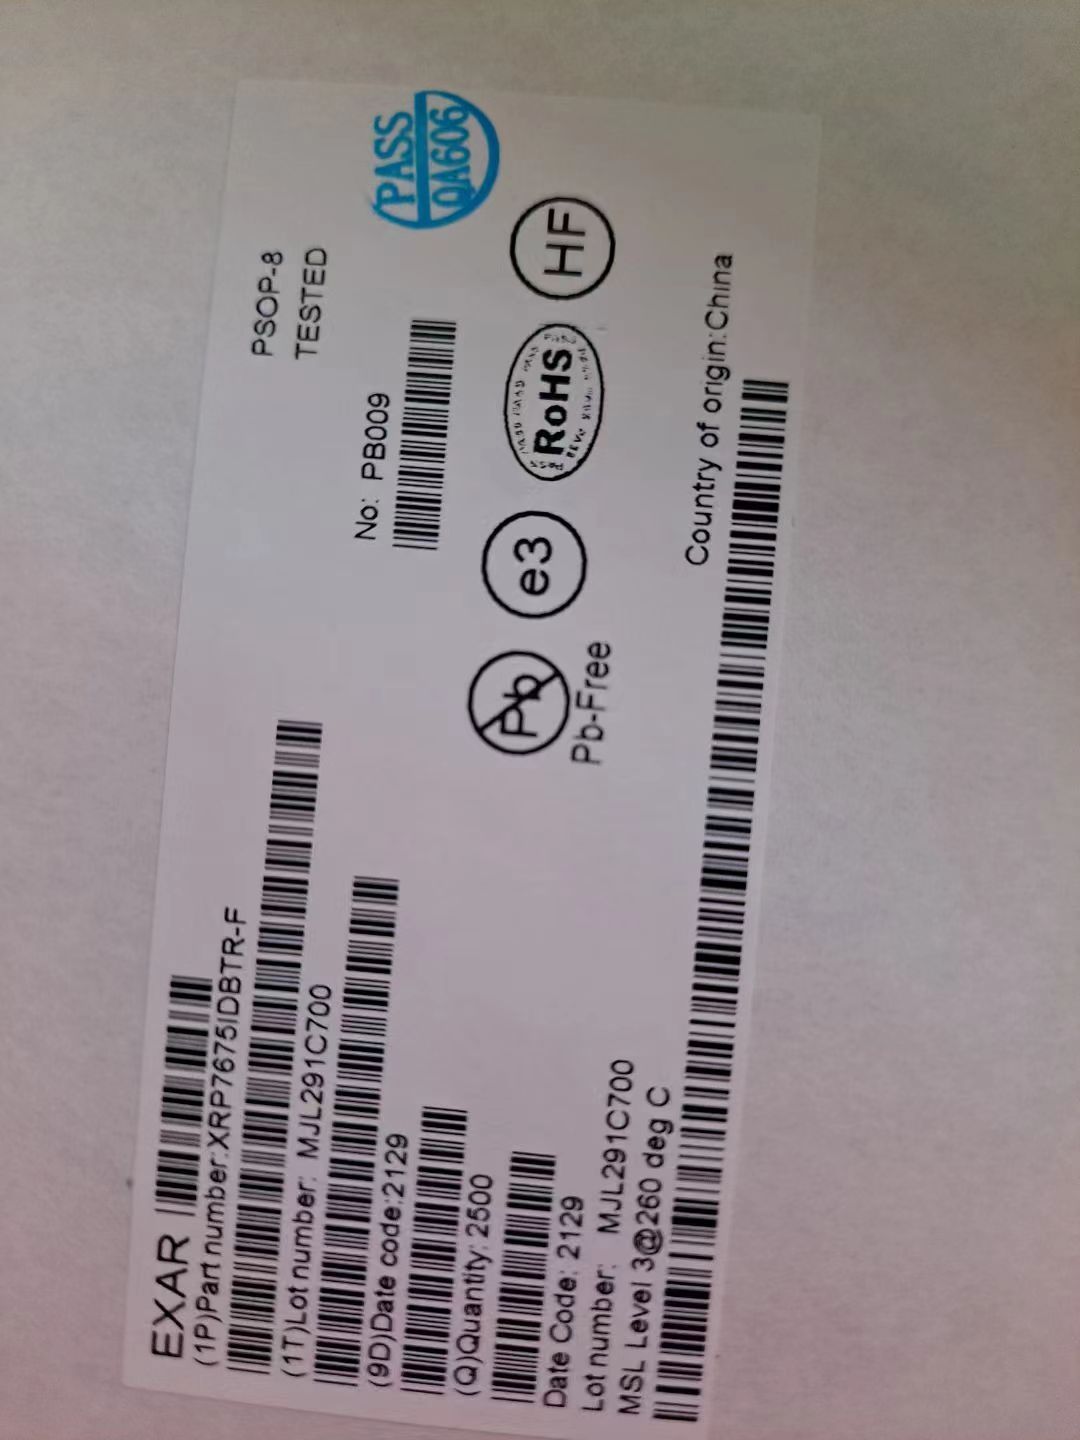 EXAR
(1P)Part number:XRP7675IDBTR-F
PSOP-8
TESTED
(1T)Lot number: MJL291C700
No: PB009
PASS
QA606
(9D)Date code:2129
(Q)Quantity: 2500
Pb
e3
RoHS
HF
Pb-Free
Date Code: 2129
Lot number: MJL291C700
MSL Level 3@260 deg C
Country of origin:China